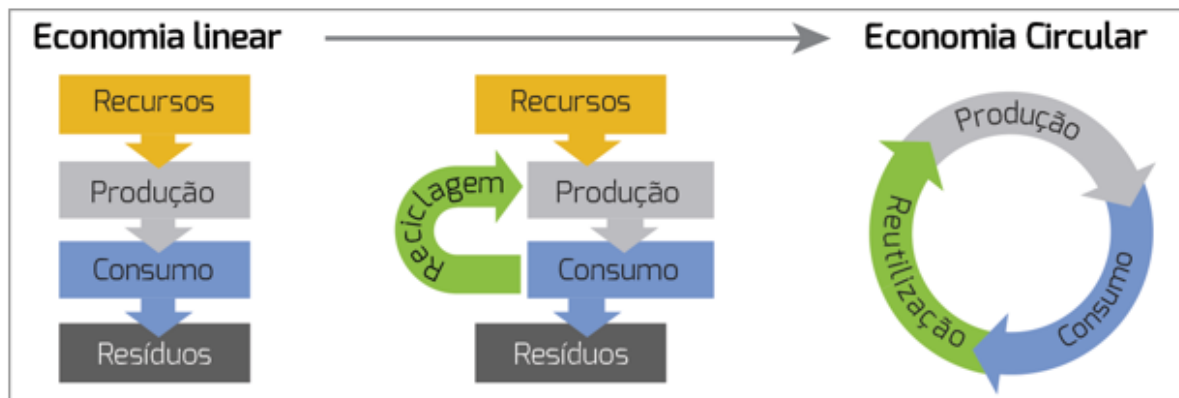 Economia linear
Economia Circular
Recursos
Produção
Consumo
Resíduos
Recursos
Reciclagem
Produção
Consumo
Resíduos
Produção
Consumo
Reutilização